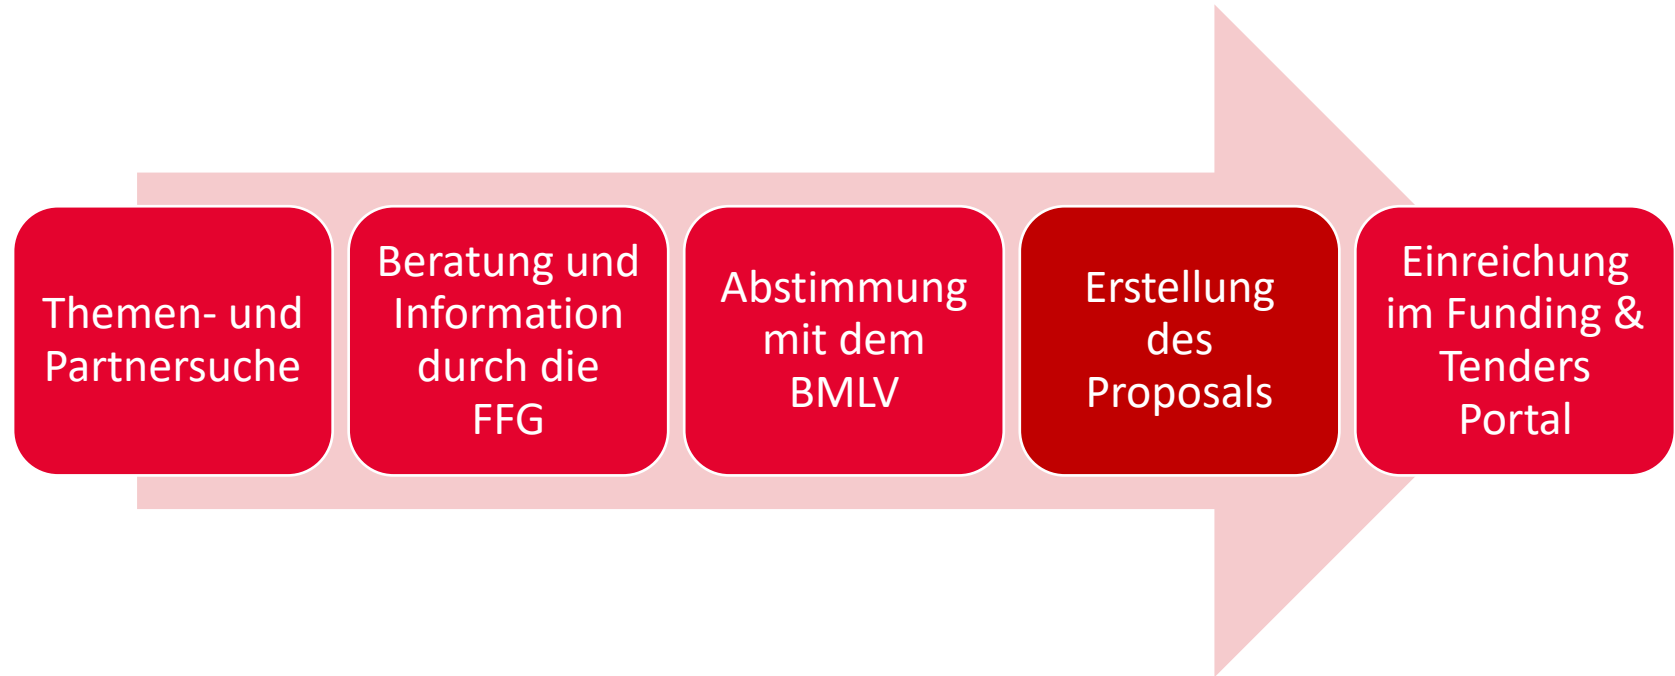 Themen- und
Partnersuche
Beratung und
Information
durch die
FFG
Abstimmung
mit dem
BMLV
Erstellung
des
Proposals
Einreichung
im Funding &
Tenders
Portal